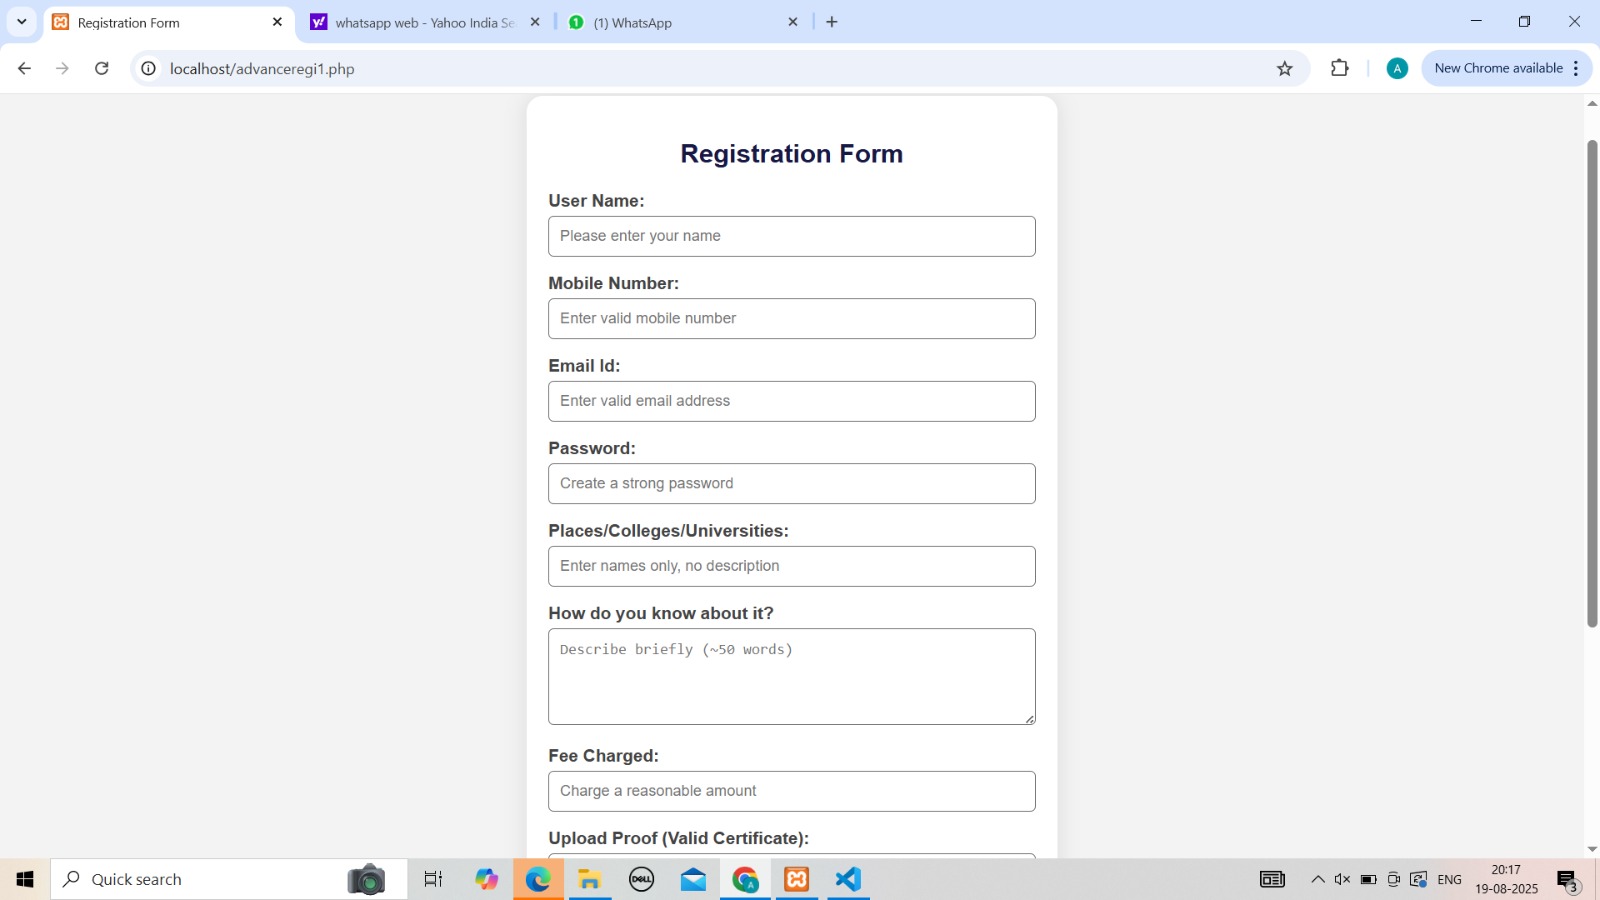 Registration Form
whatsapp web - Yahoo India Se
(1) WhatsApp
localhost/advanceregi1.php
A
New Chrome available
Registration Form
User Name:
Please enter your name
Mobile Number:
Enter valid mobile number
Email Id:
Enter valid email address
Password:
Create a strong password
Places/Colleges/Universities:
Enter names only, no description
How do you know about it?
Describe briefly (~50 words)
Fee Charged:
Charge a reasonable amount
Upload Proof (Valid Certificate):
Quick search
DELL
ENG
20:17
19-08-2025
3